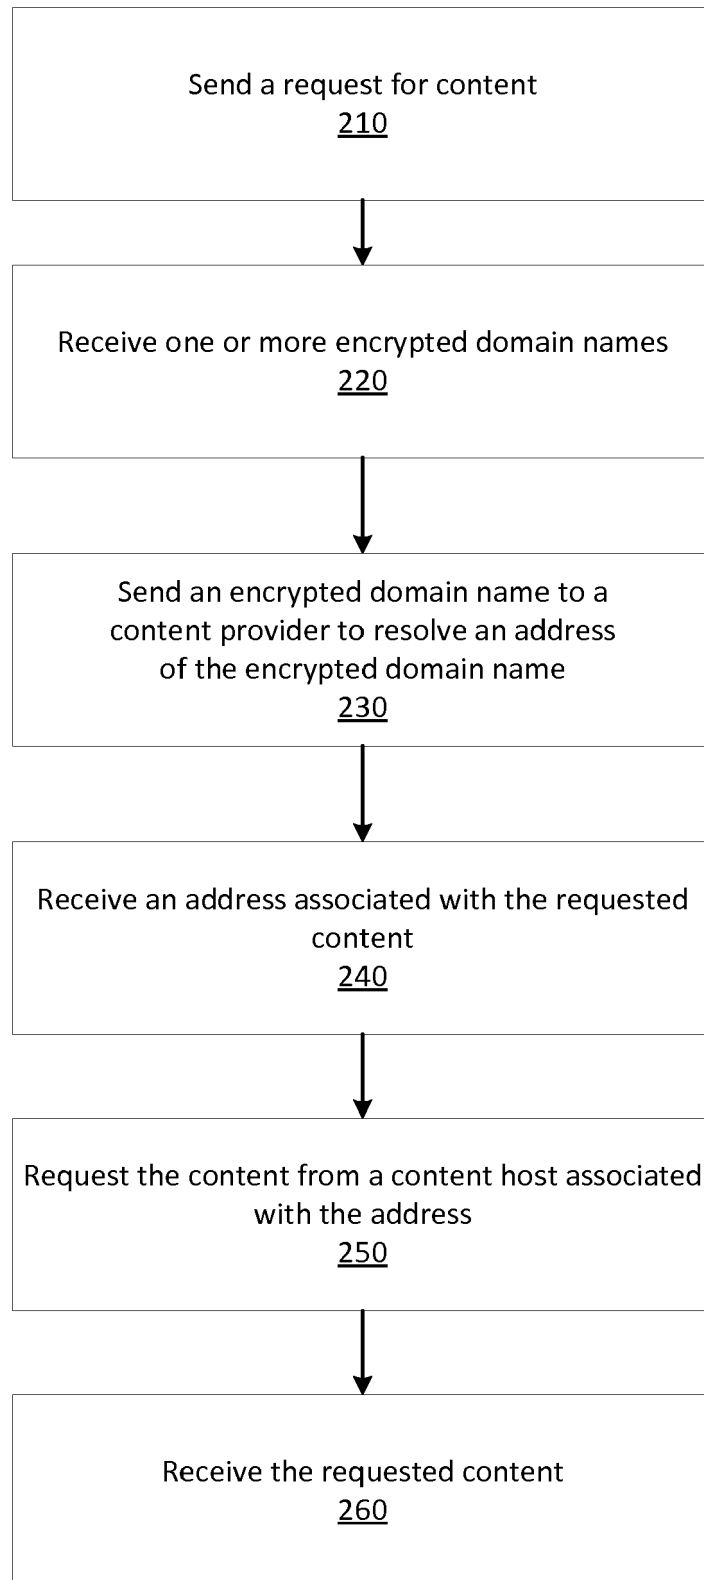 Send a request for content
210
Receive one or more encrypted domain names
220
Send an encrypted domain name to a
content provider to resolve an address
of the encrypted domain name
230
Receive an address associated with the requested
content
240
Request the content from a content host associated
with the address
250
Receive the requested content
260